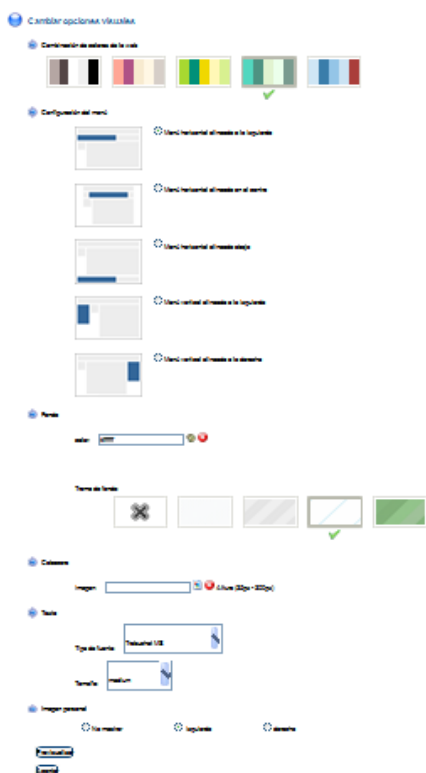 Cambiar opciones visuales
Combinación de colores de la web
Configuración del menú
Menú horizontal alineado a la izquierda
Menú horizontal alineado en el centro
Menú horizontal alineado abajo
Menú vertical alineado a la izquierda
Menú vertical alineado a la derecha
Fondo
color
Trama de fondo
Cabecera
Imagen
Texto
Tipo de fuente
Trebuchet MS
Tamaño
medium
Imagen personal
No mostrar
Izquierda
derecha